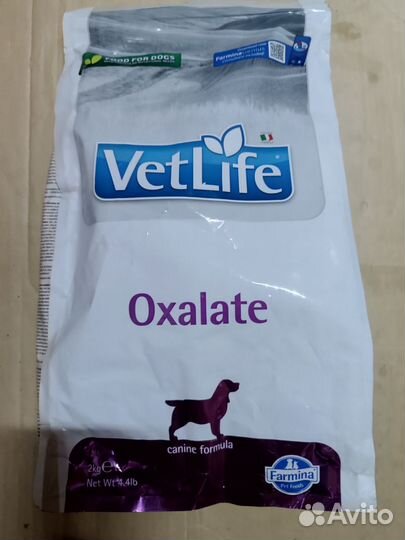 FOOD FOR DOGS
Farmina
VetLife®
Oxalate
canine formula
2kg e
Net Wt 4.4lb
Farmina
Pet Foods
Avito